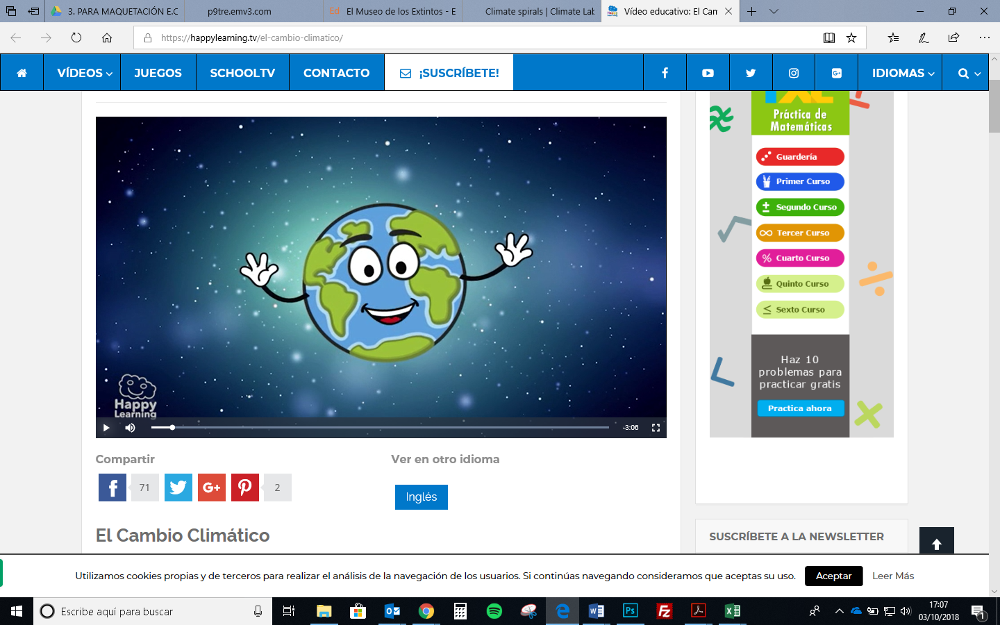 3. PARA MAQUETACIÓN E.C
p9tre.emv3.com
Ed El Museo de los Extintos - E
Climate spirals | Climate Lab
Vídeo educativo: El Cam
https://happylearning.tv/el-cambio-climatico/
VÍDEOS
JUEGOS
SCHOOLTV
CONTACTO
¡SUSCRÍBETE!
IDIOMAS
Práctica de
Matemáticas
Guardería
Primer Curso
Segundo Curso
Tercer Curso
Cuarto Curso
Quinto Curso
Sexto Curso
Haz 10
problemas para
practicar gratis
Practica ahora
Happy
Learning
-3:06
Compartir
Ver en otro idioma
71
G+
2
Inglés
El Cambio Climático
SUSCRÍBETE A LA NEWSLETTER
Utilizamos cookies propias y de terceros para realizar el análisis de la navegación de los usuarios. Si continúas navegando consideramos que aceptas su uso.
Aceptar
Leer Más
Escribe aquí para buscar
17:07
03/10/2018
1